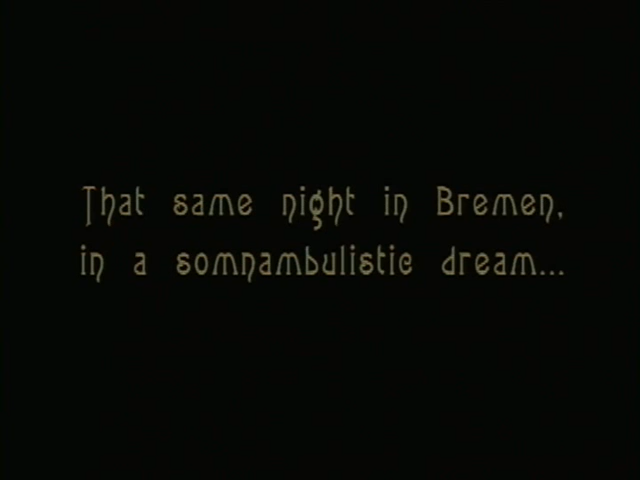 That same night in Bremen,
in a somnambulistic dream...